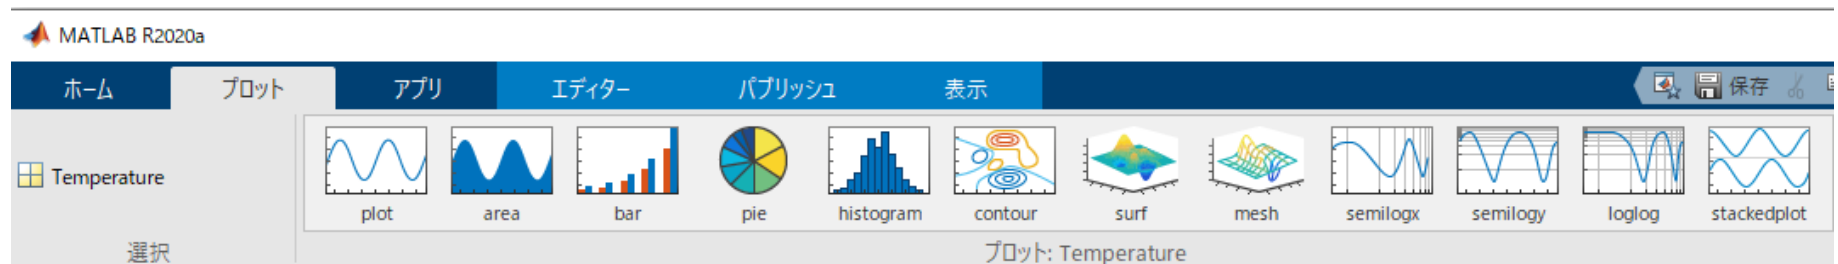 MATLAB R2020a
ホーム プロット アプリ エディター パブリッシュ 表示 保存
Temperature
plot area bar pie histogram contour surf mesh semilogx semilogy loglog stackedplot
選択 プロット: Temperature